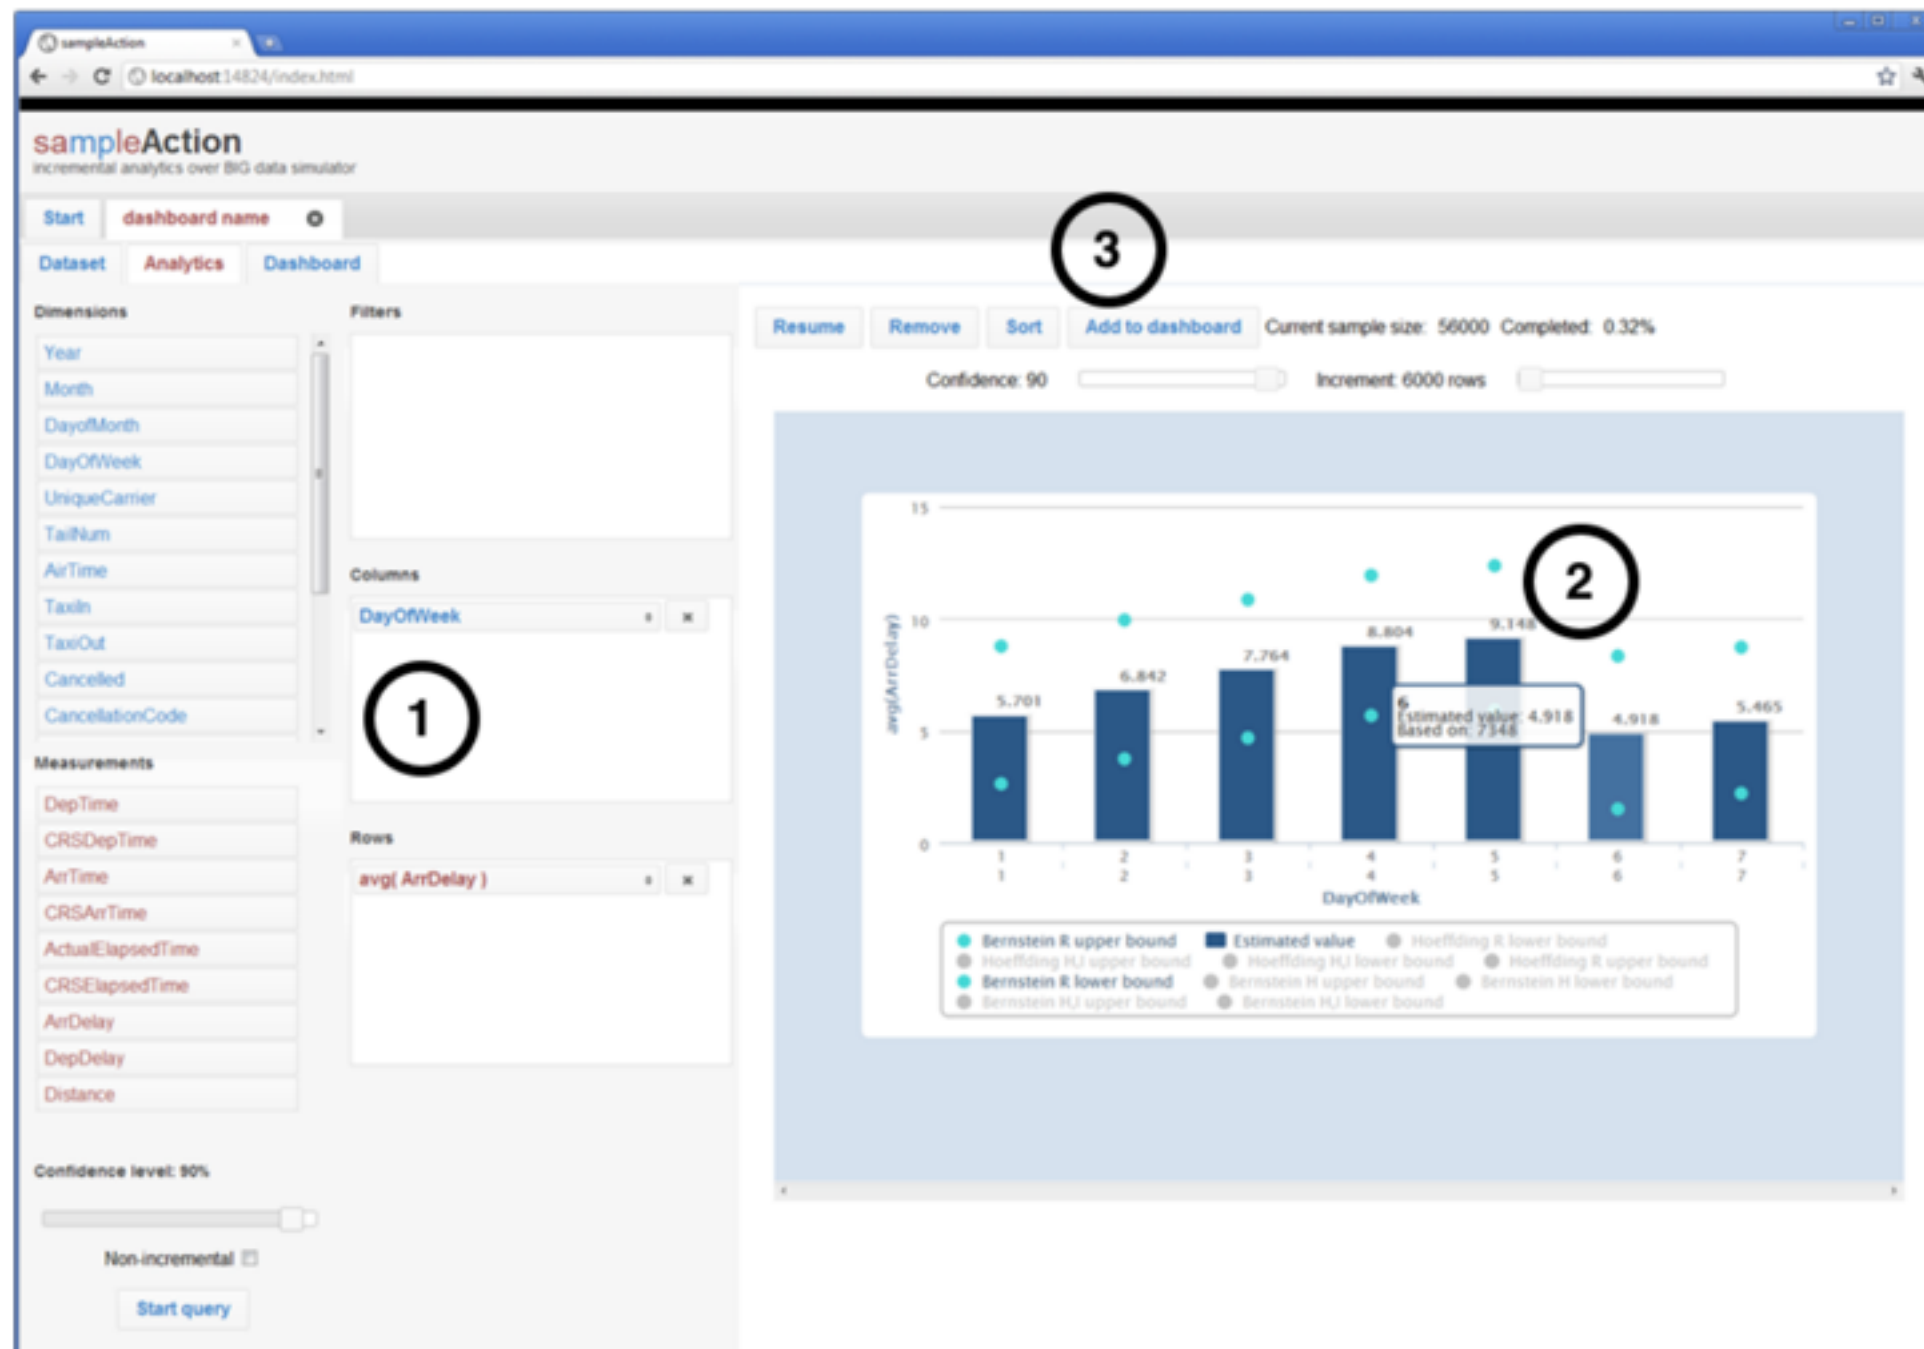 sampleAction
localhost:14824/index.html
sampleAction
incremental analytics over BIG data simulator
Start dashboard name
Dataset Analytics Dashboard
3
Dimensions
Year
Month
DayofMonth
DayOfWeek
UniqueCarrier
TailNum
AirTime
TaxiIn
TaxiOut
Cancelled
CancellationCode
Measurements
DepTime
CRSDepTime
ArrTime
CRSArrTime
ActualElapsedTime
CRSElapsedTime
ArrDelay
DepDelay
Distance
Confidence level: 90%
Non-incremental
Start query
Filters
Columns
DayOfWeek
1
Rows
avg( ArrDelay )
Resume Remove Sort Add to dashboard Current sample size: 56000 Completed: 0.32%
Confidence: 90 Increment: 6000 rows
15
10
5
0
avg(ArrDelay)
2
5.701 6.842 7.764 8.804 9.148 4.918 5.465
6
Estimated value: 4.918
Based on: 7348
1 2 3 4 5 6 7
1 2 3 4 5 6 7
DayOfWeek
Bernstein R upper bound Estimated value Hoeffding R lower bound
Hoeffding H,I upper bound Hoeffding H,I lower bound Hoeffding R upper bound
Bernstein R lower bound Bernstein H upper bound Bernstein H lower bound
Bernstein H,I upper bound Bernstein H,I lower bound